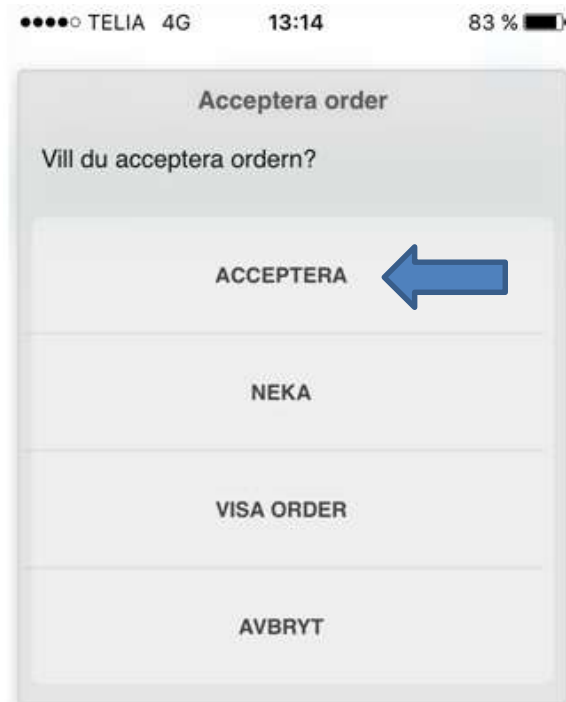 TELIA 4G 13:14 83 %
Acceptera order
Vill du acceptera ordern?
ACCEPTERA
NEKA
VISA ORDER
AVBRYT